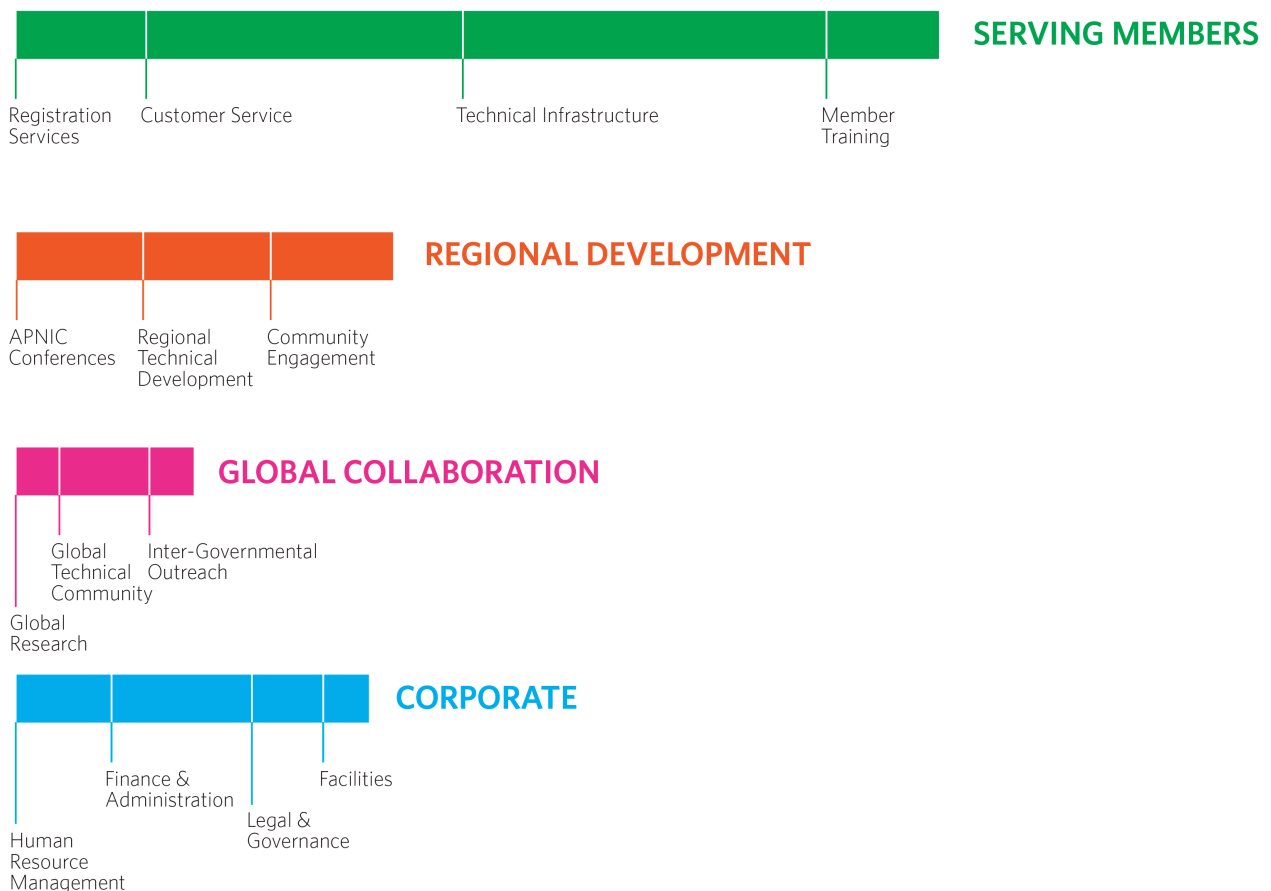 SERVING MEMBERS
Registration
Services
Customer Service
Technical Infrastructure
Member
Training
REGIONAL DEVELOPMENT
APNIC
Conferences
Regional
Technical
Development
Community
Engagement
GLOBAL COLLABORATION
Global
Technical
Community
Inter-Governmental
Outreach
Global
Research
CORPORATE
Finance &
Administration
Facilities
Legal &
Governance
Human
Resource
Management